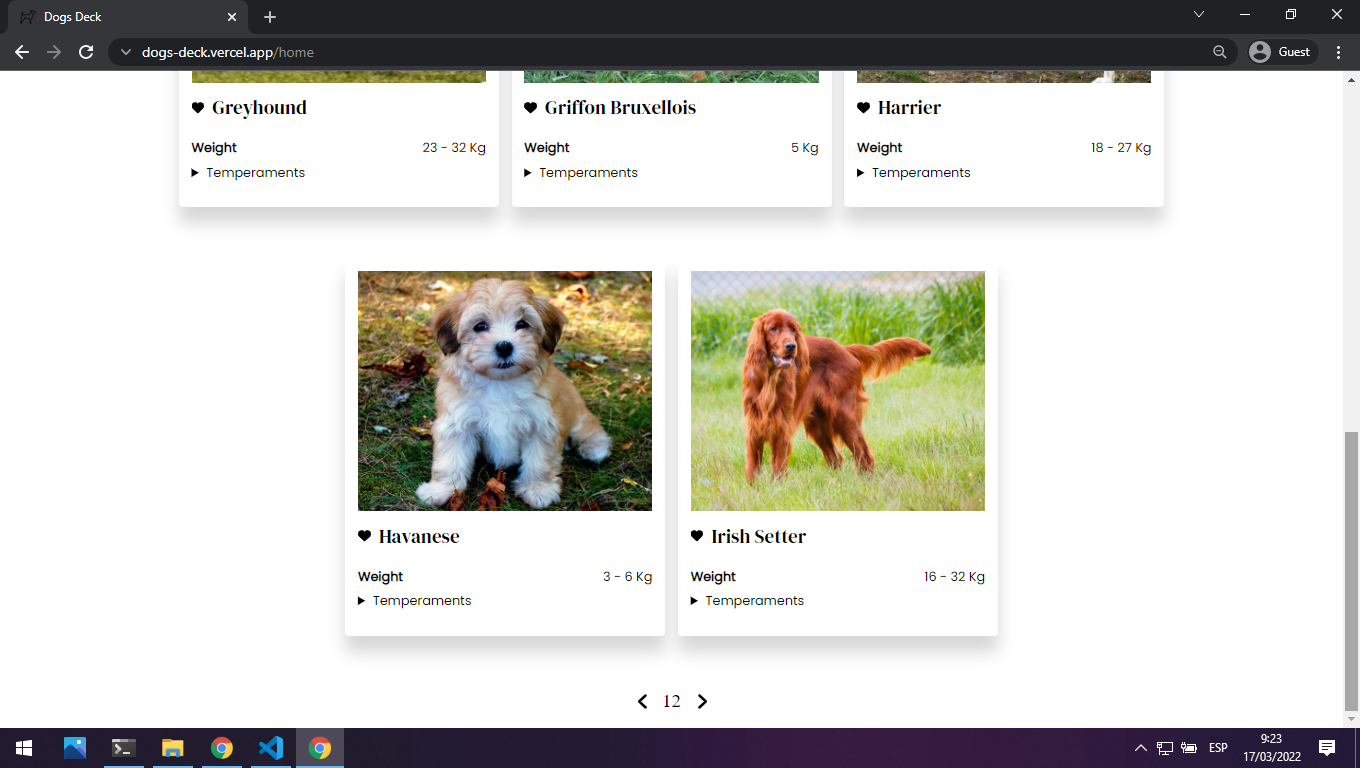 Dogs Deck
dogs-deck.vercel.app/home
Guest
Greyhound
Weight 23 - 32 Kg
Temperaments
Griffon Bruxellois
Weight 5 Kg
Temperaments
Harrier
Weight 18 - 27 Kg
Temperaments
Havanese
Weight 3 - 6 Kg
Temperaments
Irish Setter
Weight 16 - 32 Kg
Temperaments
12
ESP
9:23
17/03/2022